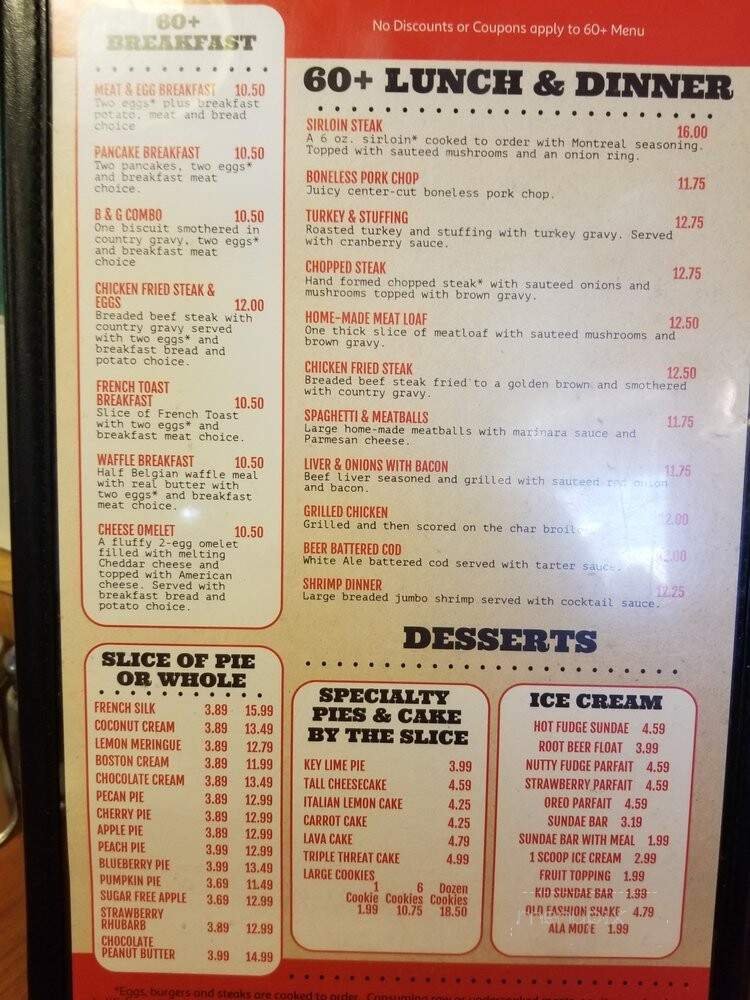 No Discounts or Coupons apply to 60+ Menu
60+
BREAKFAST
MEAT & EGG BREAKFAST 10.50
Two eggs* plus breakfast
potato, meat and bread
choice
PANCAKE BREAKFAST 10.50
Two pancakes, two eggs*
and breakfast meat
choice.
B & G COMBO 10.50
One biscuit smothered in
country gravy, two eggs*
and breakfast meat
choice
CHICKEN FRIED STEAK &
EGGS 12.00
Breaded beef steak with
country gravy served
with two eggs* and
breakfast bread and
potato choice.
FRENCH TOAST
BREAKFAST 10.50
Slice of French Toast
with two eggs* and
breakfast meat choice.
WAFFLE BREAKFAST 10.50
Half Belgian waffle meal
with real butter with
two eggs* and breakfast
meat choice.
CHEESE OMELET 10.50
A fluffy 2-egg omelet
filled with melting
Cheddar cheese and
topped with American
cheese. Served with
breakfast bread and
potato choice.
60+ LUNCH & DINNER
SIRLOIN STEAK 16.00
A 6 oz. sirloin* cooked to order with Montreal seasoning.
Topped with sauteed mushrooms and an onion ring.
BONELESS PORK CHOP 11.75
Juicy center-cut boneless pork chop.
TURKEY & STUFFING 12.75
Roasted turkey and stuffing with turkey gravy. Served
with cranberry sauce.
CHOPPED STEAK 12.75
Hand formed chopped steak* with sauteed onions and
mushrooms topped with brown gravy.
HOME-MADE MEAT LOAF 12.50
One thick slice of meatloaf with sauteed mushrooms and
brown gravy.
CHICKEN FRIED STEAK 12.50
Breaded beef steak fried to a golden brown and smothered
with country gravy.
SPAGHETTI & MEATBALLS 11.75
Large home-made meatballs with marinara sauce and
Parmesan cheese.
LIVER & ONIONS WITH BACON 11.75
Beef liver seasoned and grilled with sauteed red onion
and bacon.
GRILLED CHICKEN 12.00
Grilled and then scored on the char
BEER BATTERED COD 12.00
White Ale battered cod served with tarter sauce.
SHRIMP DINNER 12.25
Large breaded jumbo shrimp served with cocktail sauce.
DESSERTS
SLICE OF PIE
OR WHOLE
FRENCH SILK 3.89 15.99
COCONUT CREAM 3.89 13.49
LEMON MERINGUE 3.89 12.79
BOSTON CREAM 3.89 11.99
CHOCOLATE CREAM 3.89 13.49
PECAN PIE 3.89 12.99
CHERRY PIE 3.89 12.99
APPLE PIE 3.89 12.99
PEACH PIE 3.99 12.99
BLUEBERRY PIE 3.99 13.49
PUMPKIN PIE 3.69 11.49
SUGAR FREE APPLE 3.69 12.99
STRAWBERRY
RHUBARB 3.89 12.99
CHOCOLATE
PEANUT BUTTER 3.99 14.99
SPECIALTY
PIES & CAKE
BY THE SLICE
KEY LIME PIE 3.99
TALL CHEESECAKE 4.59
ITALIAN LEMON CAKE 4.25
CARROT CAKE 4.25
LAVA CAKE 4.79
TRIPLE THREAT CAKE 4.99
LARGE COOKIES
1 6 Dozen
Cookie Cookies Cookies
1.99 10.75 18.50
ICE CREAM
HOT FUDGE SUNDAE 4.59
ROOT BEER FLOAT 3.99
NUTTY FUDGE PARFAIT 4.59
STRAWBERRY PARFAIT 4.59
OREO PARFAIT 4.59
SUNDAE BAR 3.19
SUNDAE BAR WITH MEAL 1.99
1 SCOOP ICE CREAM 2.99
FRUIT TOPPING 1.99
KID SUNDAE BAR 1.99
OLD FASHION SHAKE 4.79
ALA MODE 1.99
*Eggs, burgers and steaks are cooked to order. Consuming raw or